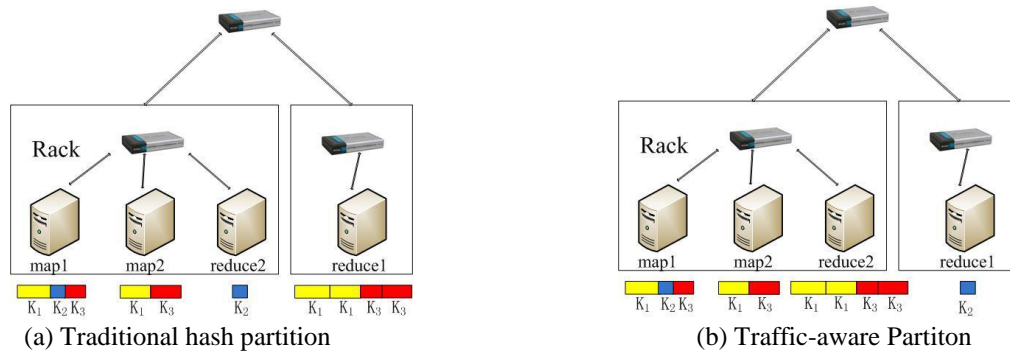 Rack
map1 map2 reduce2 reduce1
K₁ K₂ K₃ K₁ K₃ K₂ K₁ K₁ K₃ K₃
(a) Traditional hash partition
Rack
map1 map2 reduce2 reduce1
K₁ K₂ K₃ K₁ K₃ K₁ K₁ K₃ K₃ K₂
(b) Traffic-aware Partiton